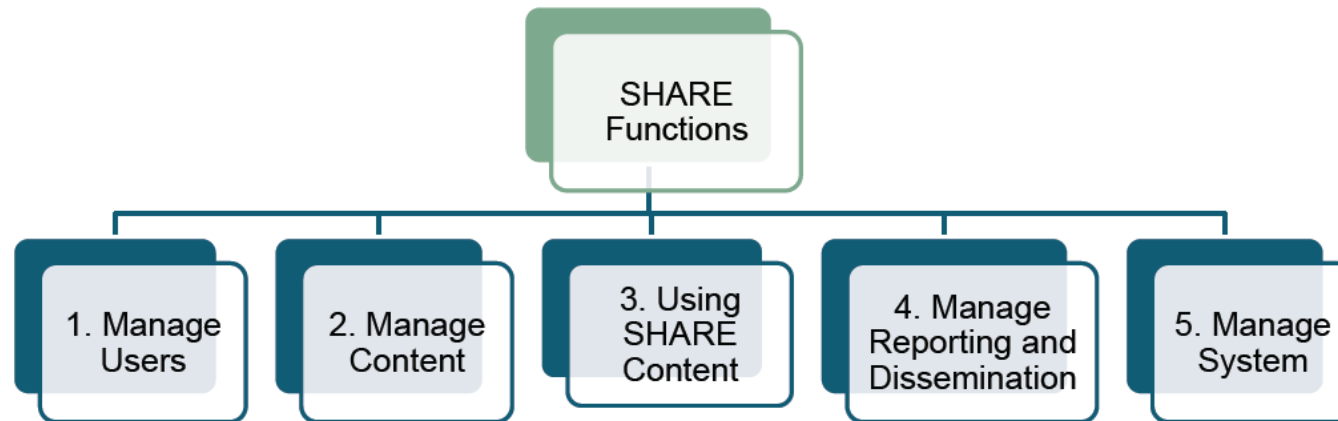 SHARE
Functions
1. Manage
Users
2. Manage
Content
3. Using
SHARE
Content
4. Manage
Reporting and
Dissemination
5. Manage
System